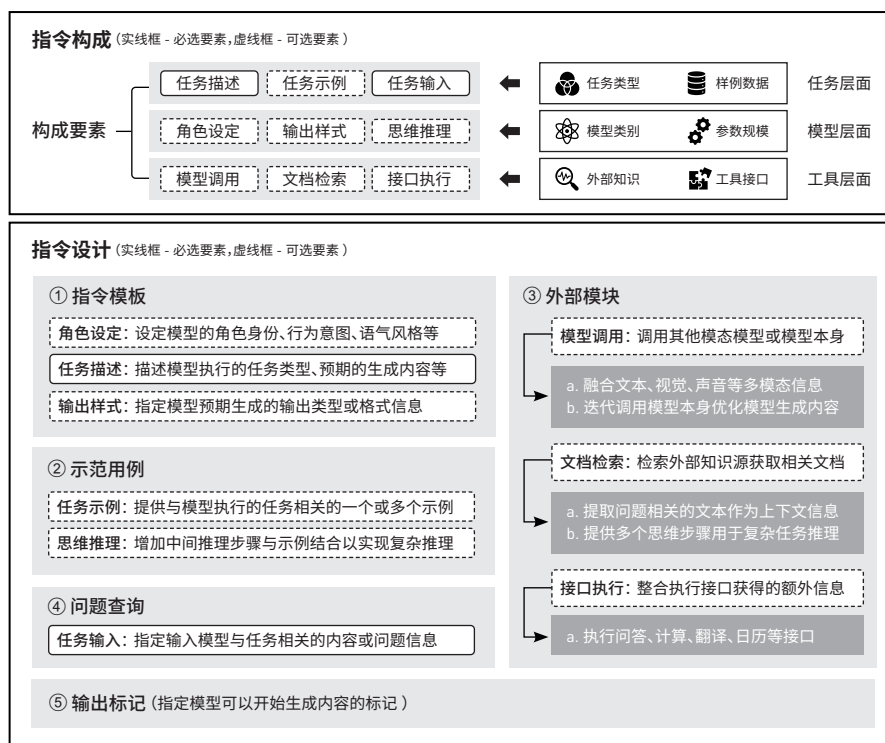 指令构成 (实线框 - 必选要素,虚线框 - 可选要素 )
构成要素
任务描述 任务示例 任务输入 任务类型 样例数据 任务层面
角色设定 输出样式 思维推理 模型类别 参数规模 模型层面
模型调用 文档检索 接口执行 外部知识 工具接口 工具层面
指令设计 (实线框 - 必选要素,虚线框 - 可选要素 )
① 指令模板
角色设定：设定模型的角色身份、行为意图、语气风格等
任务描述：描述模型执行的任务类型、预期的生成内容等
输出样式：指定模型预期生成的输出类型或格式信息
② 示范用例
任务示例：提供与模型执行的任务相关的一个或多个示例
思维推理：增加中间推理步骤与示例结合以实现复杂推理
④ 问题查询
任务输入：指定输入模型与任务相关的内容或问题信息
③ 外部模块
模型调用：调用其他模态模型或模型本身
a. 融合文本、视觉、声音等多模态信息
b. 迭代调用模型本身优化模型生成内容
文档检索：检索外部知识源获取相关文档
a. 提取问题相关的文本作为上下文信息
b. 提供多个思维步骤用于复杂任务推理
接口执行：整合执行接口获得的额外信息
a. 执行问答、计算、翻译、日历等接口
⑤ 输出标记 (指定模型可以开始生成内容的标记 )